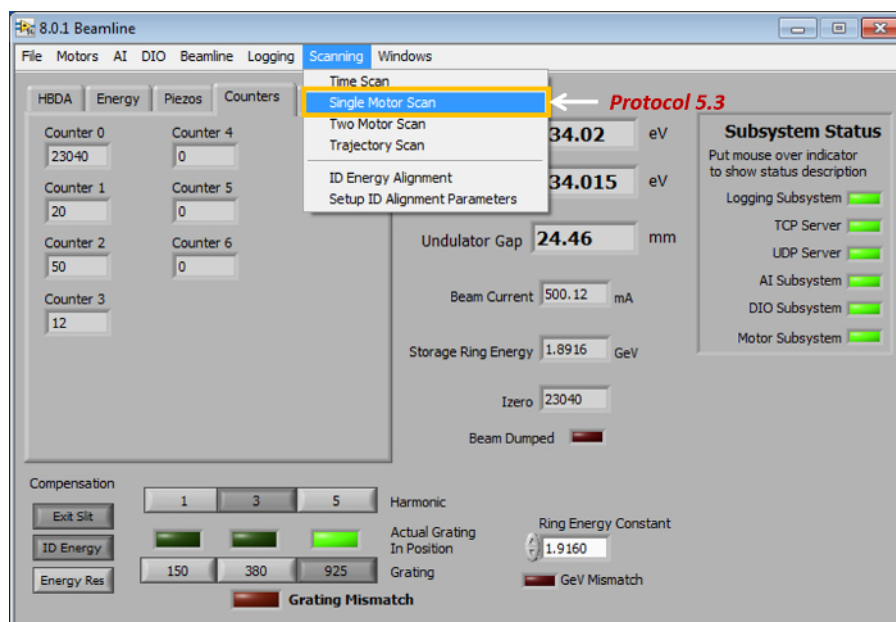 8.0.1 Beamline
File Motors AI DIO Beamline Logging Scanning Windows
Time Scan
Single Motor Scan
Two Motor Scan
Trajectory Scan
ID Energy Alignment
Setup ID Alignment Parameters
Protocol 5.3
HBDA Energy Piezos Counters
Counter 0
23040
Counter 4
0
Counter 1
20
Counter 5
0
Counter 2
50
Counter 6
0
Counter 3
12
34.02 eV
34.015 eV
Undulator Gap 24.46 mm
Beam Current 500.12 mA
Storage Ring Energy 1.8916 GeV
Izero 23040
Beam Dumped
Subsystem Status
Put mouse over indicator
to show status description
Logging Subsystem
TCP Server
UDP Server
AI Subsystem
DIO Subsystem
Motor Subsystem
Compensation
Exit Slit
ID Energy
Energy Res
1 3 5 Harmonic
Actual Grating
In Position
150 380 925 Grating
Grating Mismatch
Ring Energy Constant
1.9160
GeV Mismatch